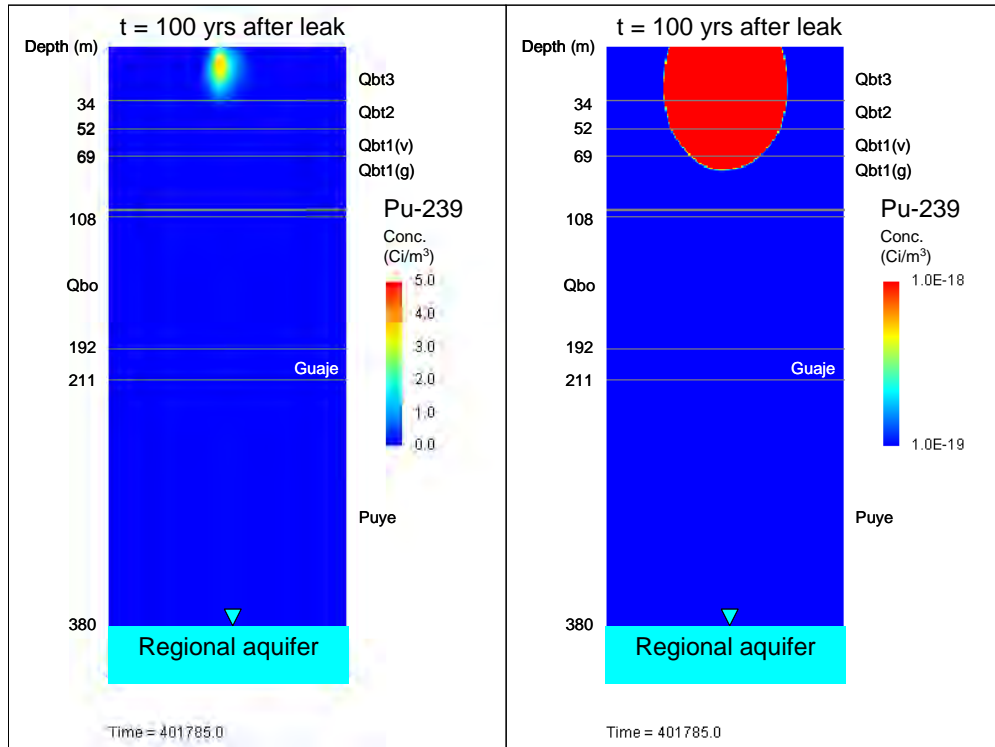 t = 100 yrs after leak
Depth (m)
Qbt3
34
Qbt2
52
Qbt1(v)
69
Qbt1(g)
108
Pu-239
Conc.
(Ci/m³)
5.0
4.0
3.0
2.0
1.0
0.0
Qbo
192
Guaje
211
Puye
380
Regional aquifer
Time = 401785.0
t = 100 yrs after leak
Depth (m)
Qbt3
34
Qbt2
52
Qbt1(v)
69
Qbt1(g)
108
Pu-239
Conc.
(Ci/m³)
1.0E-18
1.0E-19
Qbo
192
Guaje
211
Puye
380
Regional aquifer
Time = 401785.0